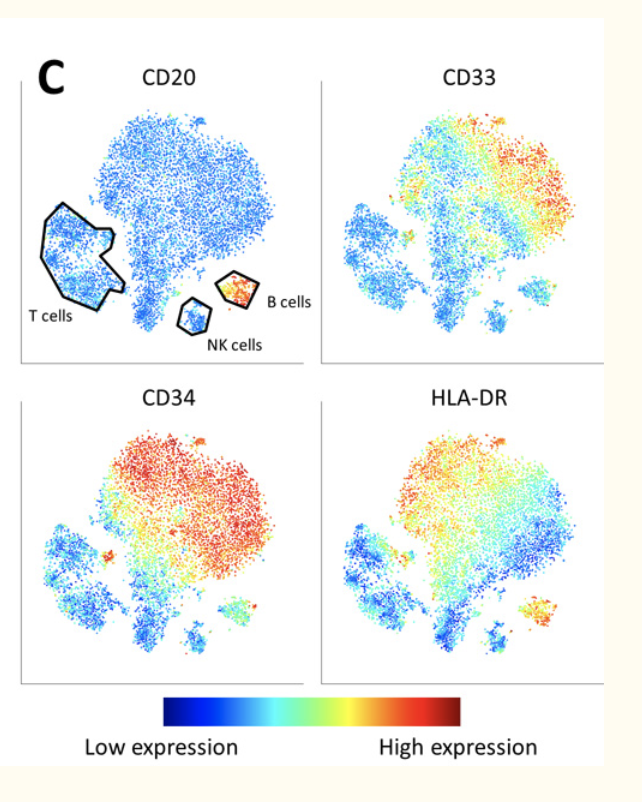 C
CD20
CD33
T cells
B cells
NK cells
CD34
HLA-DR
Low expression
High expression